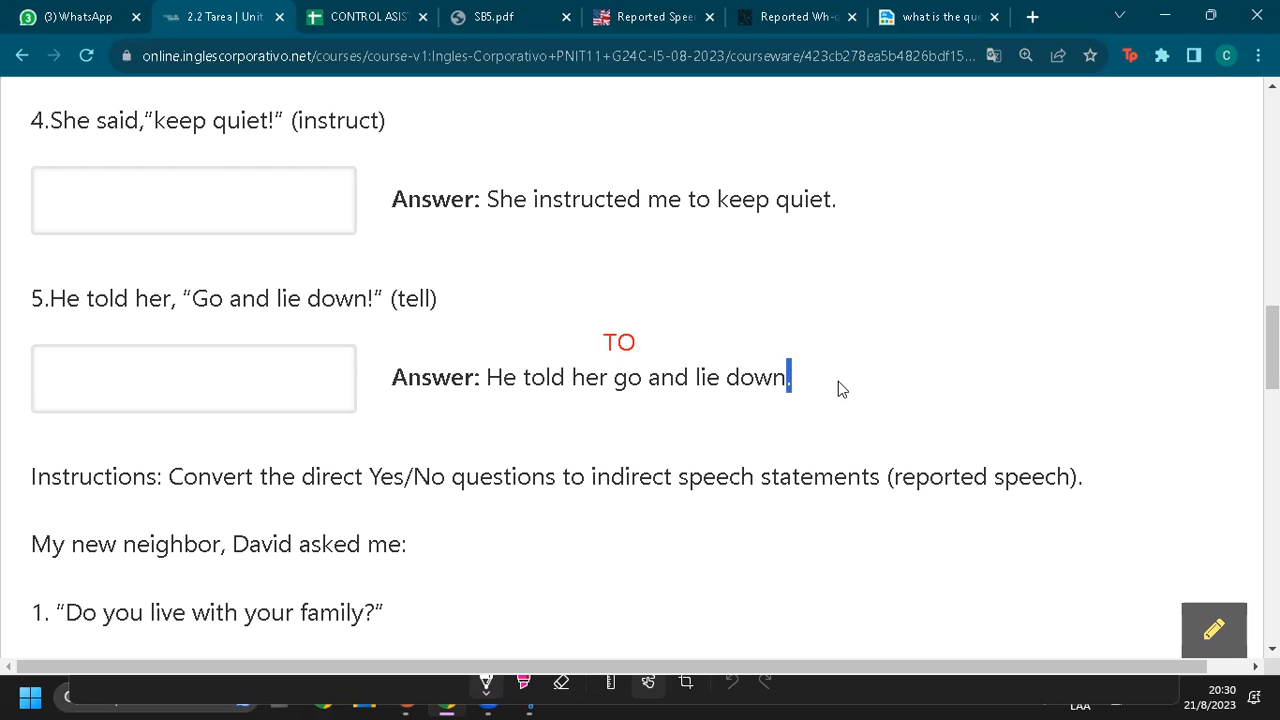 (3) WhatsApp
2.2 Tarea | Unit
CONTROL ASIS
SB5.pdf
Reported Spee
Reported Wh-q
what is the que
online.inglescorporativo.net/courses/course-v1:Ingles-Corporativo+PNIT11+G24C-I5-08-2023/courseware/423cb278ea5b4826bdf15...
Tp
C
4.She said,"keep quiet!" (instruct)
Answer: She instructed me to keep quiet.
5.He told her, "Go and lie down!" (tell)
TO
Answer: He told her go and lie down.
Instructions: Convert the direct Yes/No questions to indirect speech statements (reported speech).
My new neighbor, David asked me:
1. "Do you live with your family?"
20:30
LAA
21/8/2023